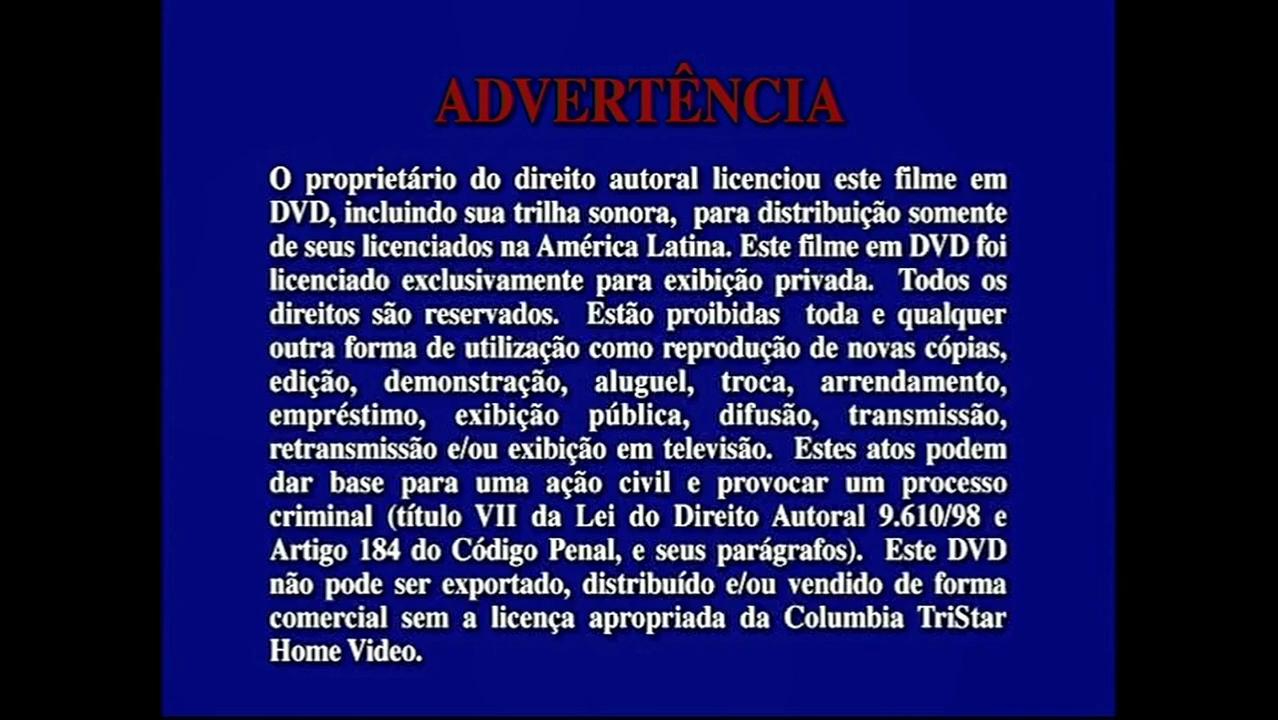 ADVERTÊNCIA
O proprietário do direito autoral licenciou este filme em
DVD, incluindo sua trilha sonora, para distribuição somente
de seus licenciados na América Latina. Este filme em DVD foi
licenciado exclusivamente para exibição privada. Todos os
direitos são reservados. Estão proibidas toda e qualquer
outra forma de utilização como reprodução de novas cópias,
edição, demonstração, aluguel, troca, arrendamento,
empréstimo, exibição pública, difusão, transmissão,
retransmissão e/ou exibição em televisão. Estes atos podem
dar base para uma ação civil e provocar um processo
criminal (título VII da Lei do Direito Autoral 9.610/98 e
Artigo 184 do Código Penal, e seus parágrafos). Este DVD
não pode ser exportado, distribuído e/ou vendido de forma
comercial sem a licença apropriada da Columbia TriStar
Home Video.